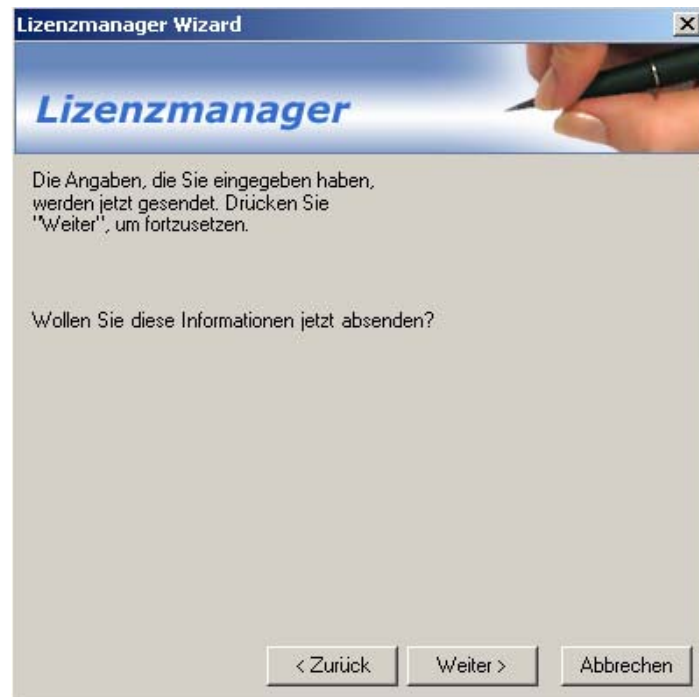 Lizenzmanager Wizard
Lizenzmanager
Die Angaben, die Sie eingegeben haben,
werden jetzt gesendet. Drücken Sie
"Weiter", um fortzusetzen.
Wollen Sie diese Informationen jetzt absenden?
< Zurück Weiter > Abbrechen